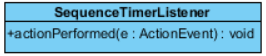 SequenceTimerListener
+actionPerformed(e : ActionEvent) : void